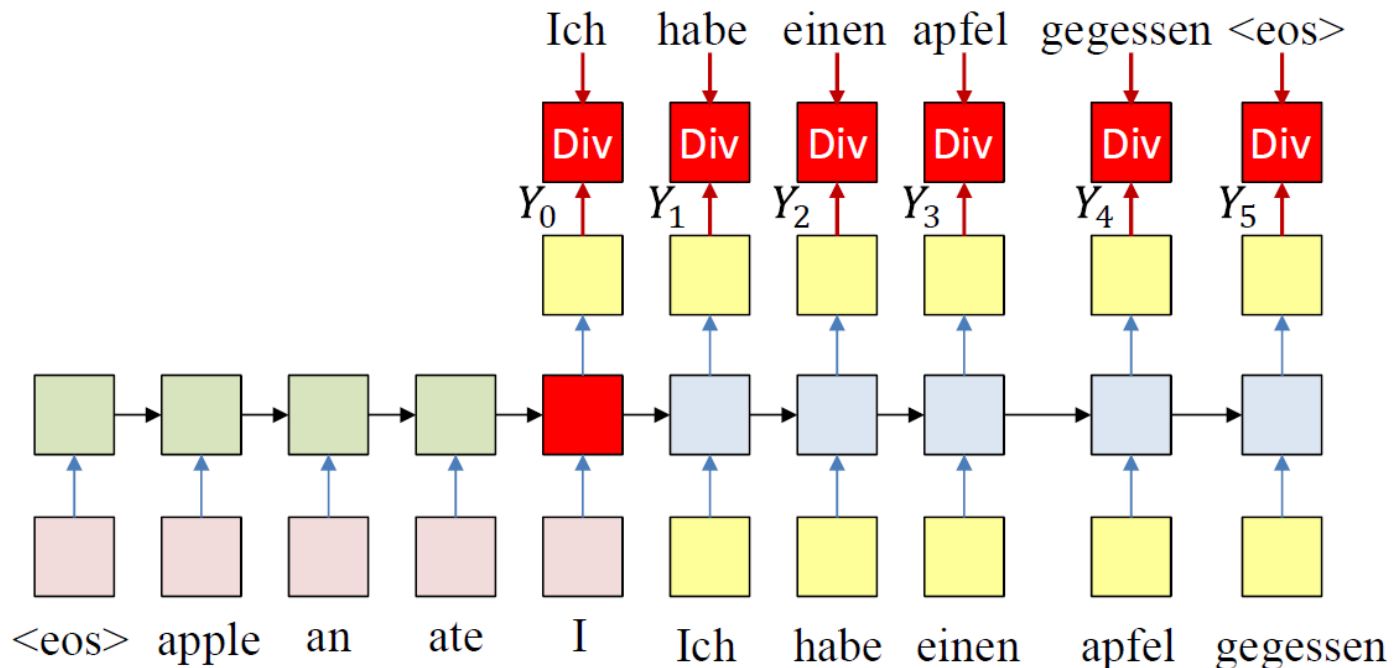 Ich habe einen apfel gegessen <eos>
Div Div Div Div Div Div
Y₀ Y₁ Y₂ Y₃ Y₄ Y₅
<eos> apple an ate I Ich habe einen apfel gegessen